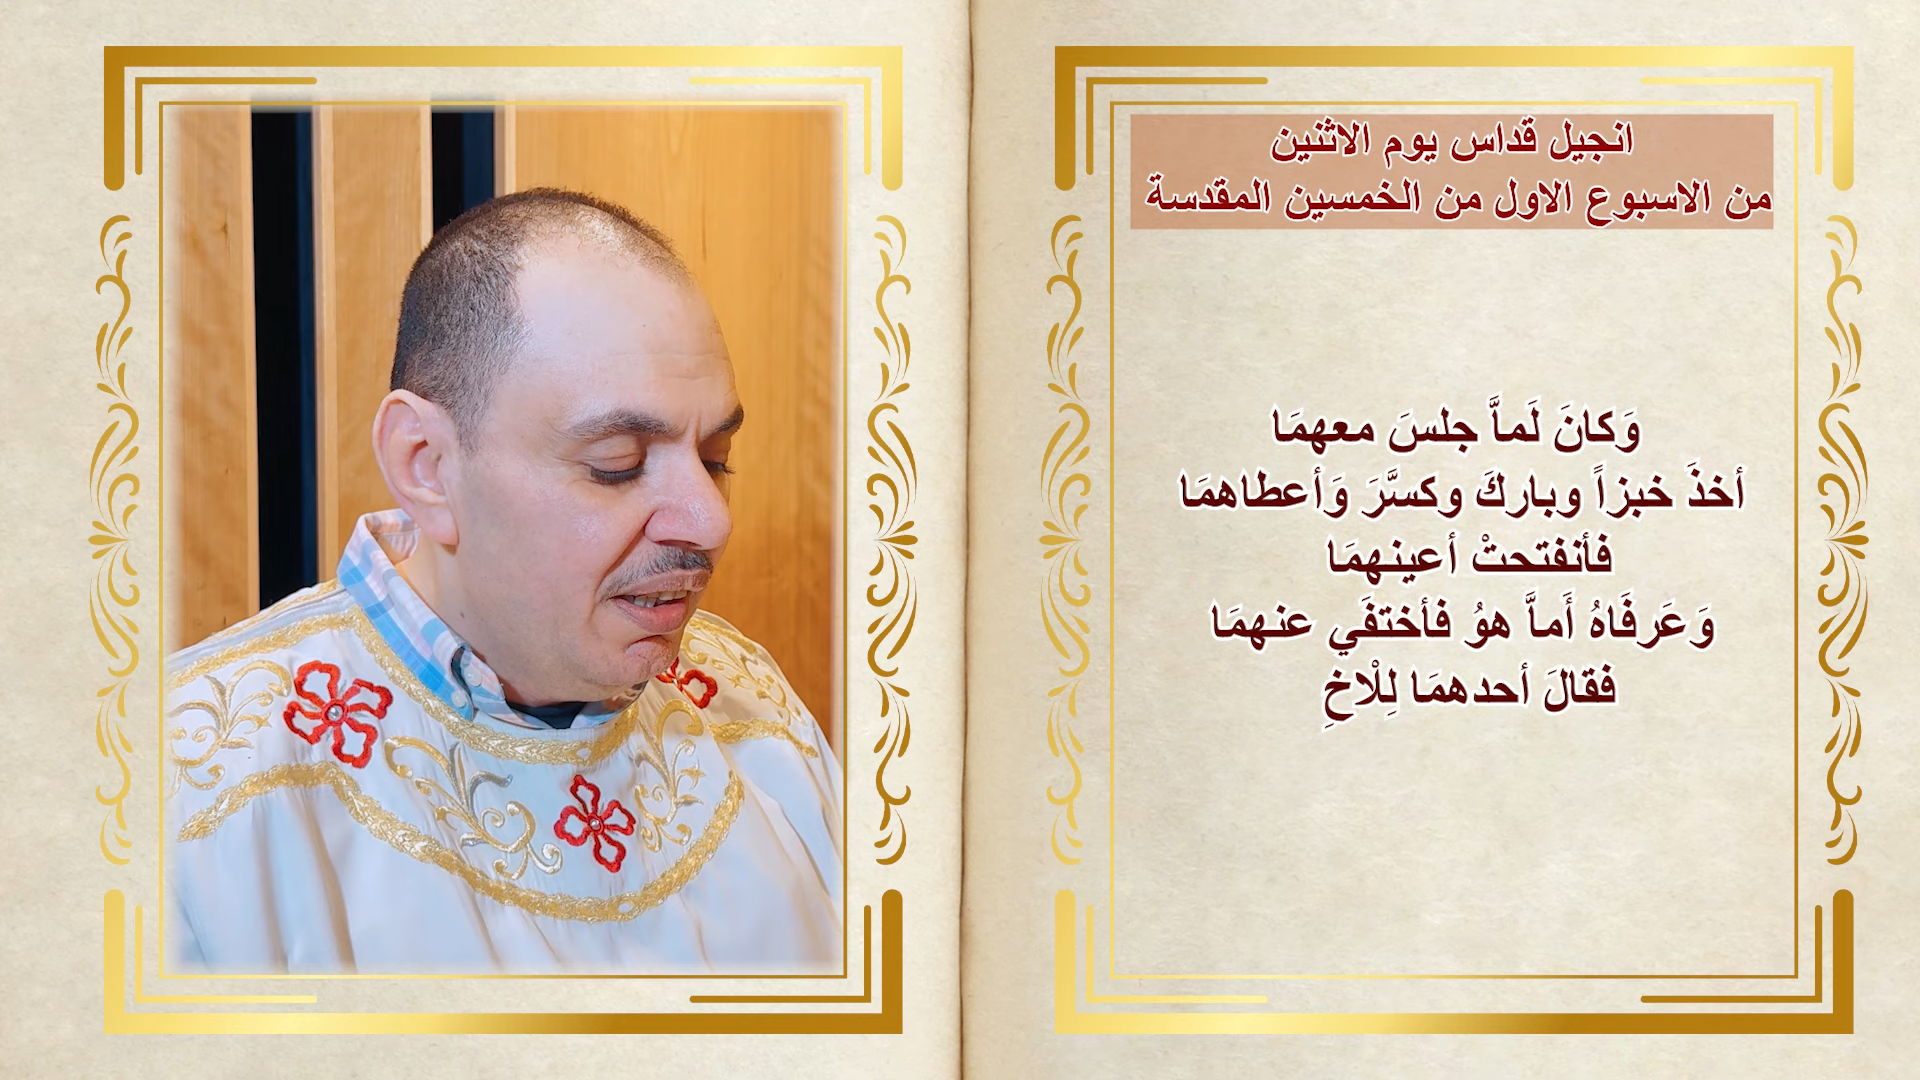 انجيل قداس يوم الاثنين
من الاسبوع الاول من الخمسين المقدسة
وَكانَ لَماَّ جلسَ معهمَا
أخذَ خبزاً وباركَ وكسَّرَ وَأعطاهمَا
فأنفتحتْ أعينهمَا
وَعَرفَاهُ أَماَّ هوُ فأختفَي عنهمَا
فقالَ أحدهمَا لِلْاخِ